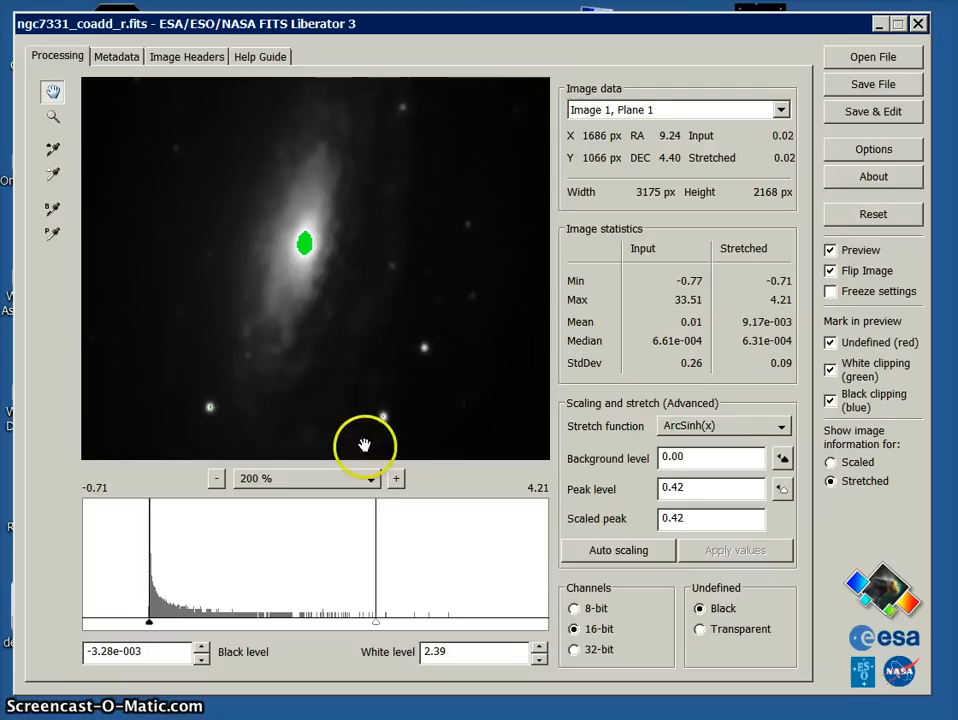 ngc7331_coadd_r.fits - ESA/ESO/NASA FITS Liberator 3
Processing Metadata Image Headers Help Guide
Open File
Save File
Save & Edit
Options
About
Reset
Preview
Flip Image
Freeze settings
Mark in preview
Undefined (red)
White clipping
(green)
Black clipping
(blue)
Show image
information for:
Scaled
Stretched
Image data
Image 1, Plane 1
X 1686 px RA 9.24 Input 0.02
Y 1066 px DEC 4.40 Stretched 0.02
Width 3175 px Height 2168 px
Image statistics
Input Stretched
Min -0.77 -0.71
Max 33.51 4.21
Mean 0.01 9.17e-003
Median 6.61e-004 6.31e-004
StdDev 0.26 0.09
Scaling and stretch (Advanced)
Stretch function ArcSinh(x)
Background level 0.00
Peak level 0.42
Scaled peak 0.42
Auto scaling Apply values
Channels
8-bit
16-bit
32-bit
Undefined
Black
Transparent
- 200 % +
-0.71 4.21
-3.28e-003 Black level White level 2.39
esa
ES
O
NASA
Screencast-O-Matic.com